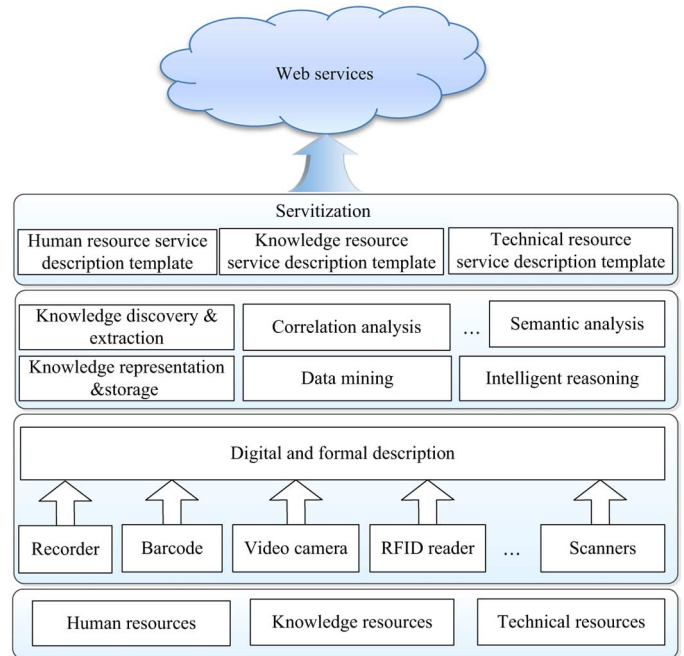 Web services
Servitization
Human resource service
description template
Knowledge resource
service description template
Technical resource
service description template
Knowledge discovery &
extraction
Correlation analysis
...
Semantic analysis
Knowledge representation
&storage
Data mining
Intelligent reasoning
Digital and formal description
Recorder
Barcode
Video camera
RFID reader
...
Scanners
Human resources
Knowledge resources
Technical resources